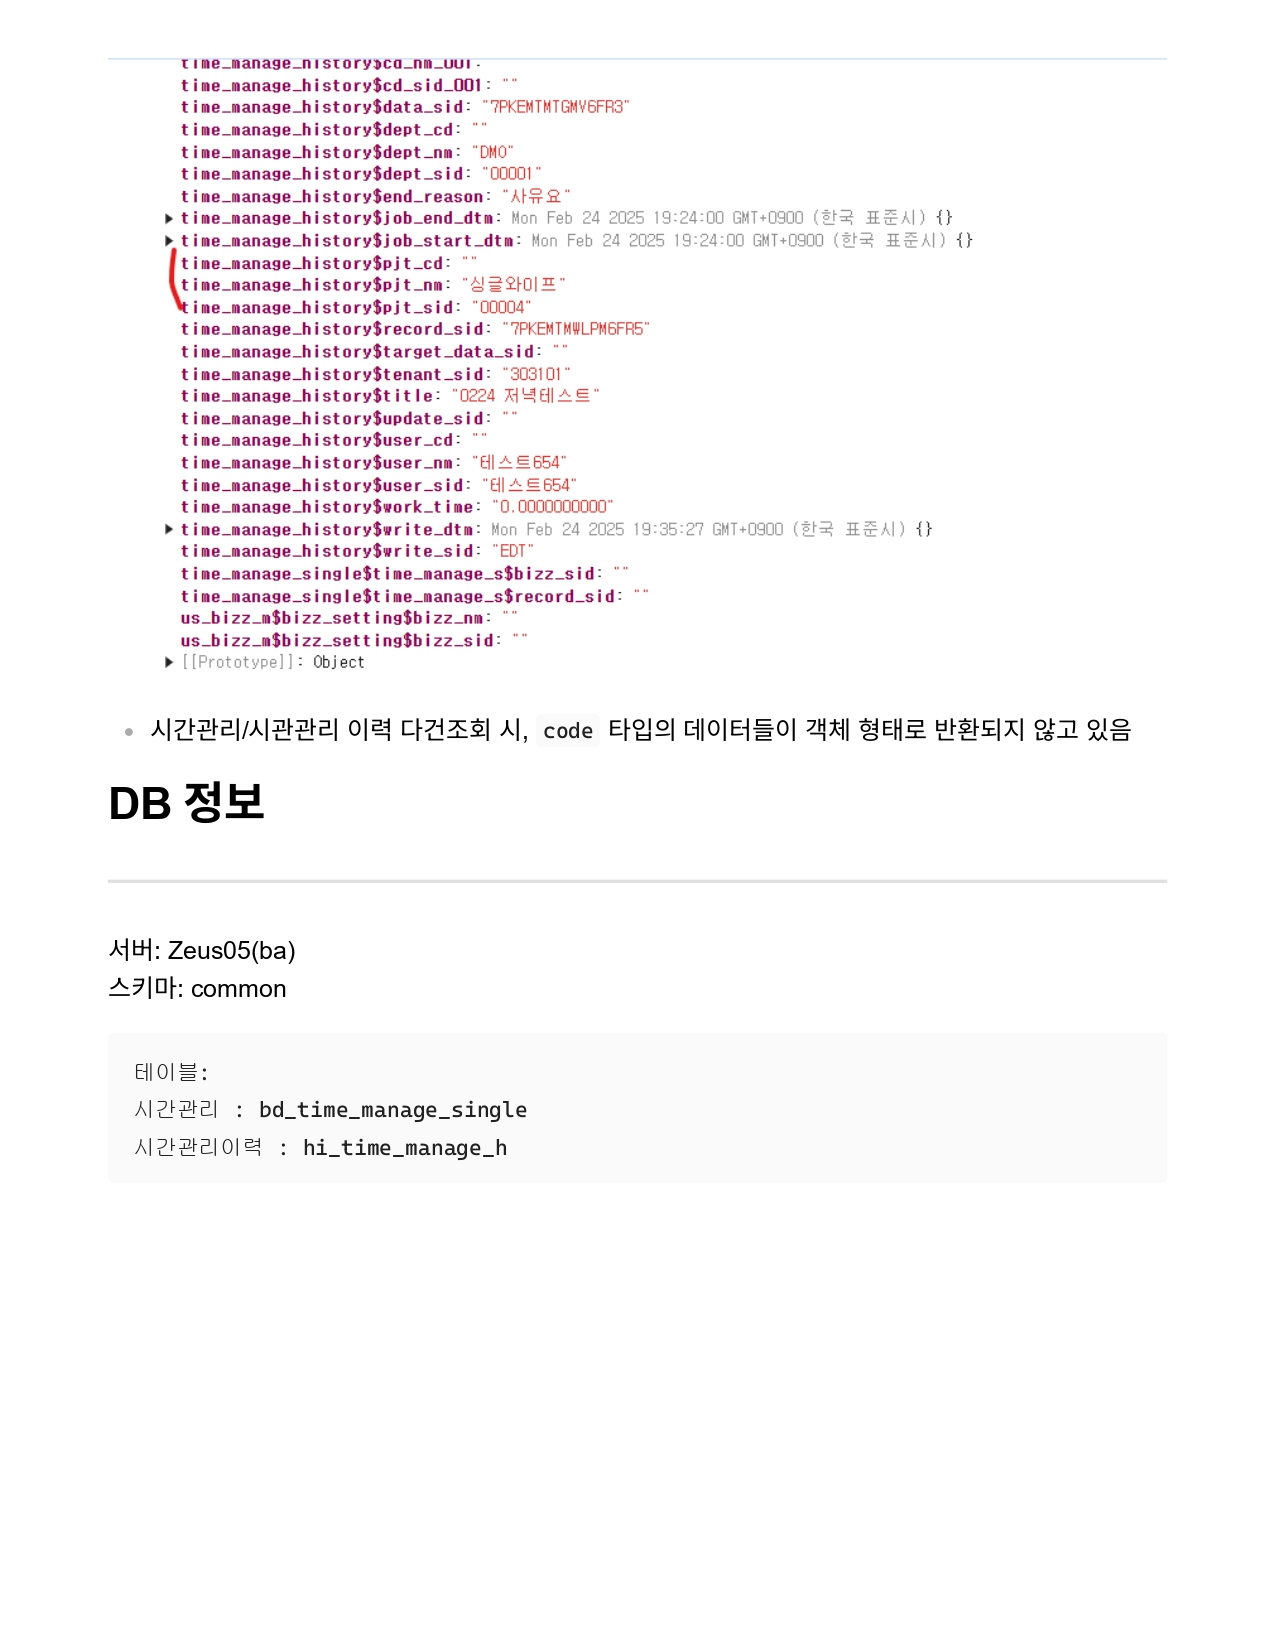 time_manage_history$cd_nm_001:
time_manage_history$cd_sid_001: ""
time_manage_history$data_sid: "7PKEMTMTGMV6FR3"
time_manage_history$dept_cd: ""
time_manage_history$dept_nm: "DMO"
time_manage_history$dept_sid: "00001"
time_manage_history$end_reason: "사유요"
▶ time_manage_history$job_end_dtm: Mon Feb 24 2025 19:24:00 GMT+0900 (한국 표준시) {}
▶ time_manage_history$job_start_dtm: Mon Feb 24 2025 19:24:00 GMT+0900 (한국 표준시) {}
time_manage_history$pjt_cd: ""
time_manage_history$pjt_nm: "싱글와이프"
time_manage_history$pjt_sid: "00004"
time_manage_history$record_sid: "7PKEMTMWLPM6FR5"
time_manage_history$target_data_sid: ""
time_manage_history$tenant_sid: "303101"
time_manage_history$title: "0224 저녁테스트"
time_manage_history$update_sid: ""
time_manage_history$user_cd: ""
time_manage_history$user_nm: "테스트654"
time_manage_history$user_sid: "테스트654"
time_manage_history$work_time: "0.0000000000"
▶ time_manage_history$write_dtm: Mon Feb 24 2025 19:35:27 GMT+0900 (한국 표준시) {}
time_manage_history$write_sid: "EDT"
time_manage_single$time_manage_s$bizz_sid: ""
time_manage_single$time_manage_s$record_sid: ""
us_bizz_m$bizz_setting$bizz_nm: ""
us_bizz_m$bizz_setting$bizz_sid: ""
▶ [[Prototype]]: Object
• 시간관리/시관관리 이력 다건조회 시, code 타입의 데이터들이 객체 형태로 반환되지 않고 있음
DB 정보
서버: Zeus05(ba)
스키마: common
테이블:
시간관리 : bd_time_manage_single
시간관리이력 : hi_time_manage_h